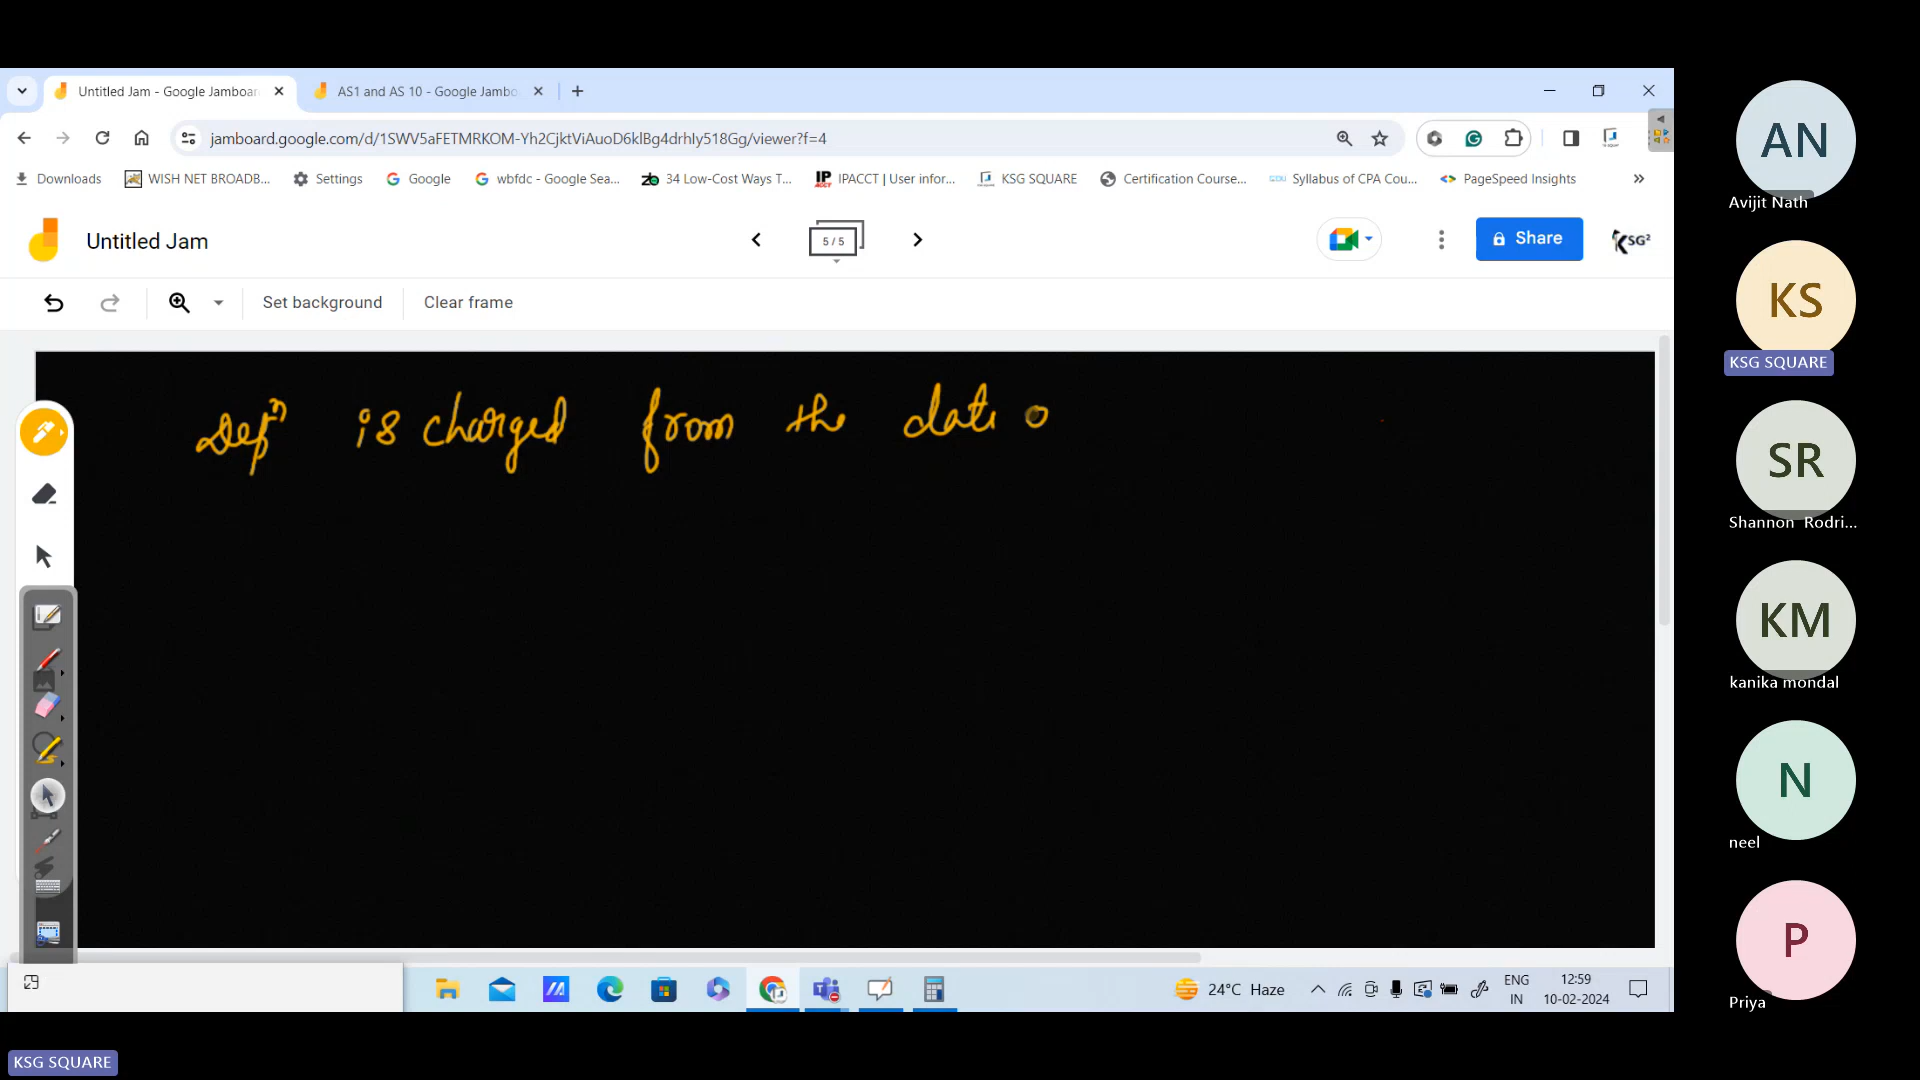 AN
Avijit Nath
Untitled Jam - Google Jamboar
AS1 and AS 10 - Google Jambo
jamboard.google.com/d/1SWV5aFETMRKOM-Yh2CjktViAuoD6klBg4drhIy518Gg/viewer?f=4
Downloads WISH NET BROADB... Settings Google wbfdc - Google Sea... 34 Low-Cost Ways T... IPACCT | User infor... KSG SQUARE Certification Course... Syllabus of CPA Cou... PageSpeed Insights
Untitled Jam
5 / 5
Share
KSG²
KS
KSG SQUARE
Set background Clear frame
Depⁿ is charged from the date o
SR
Shannon Rodri...
KM
kanika mondal
N
neel
P
Priya
24°C Haze
ENG
IN
12:59
10-02-2024
KSG SQUARE